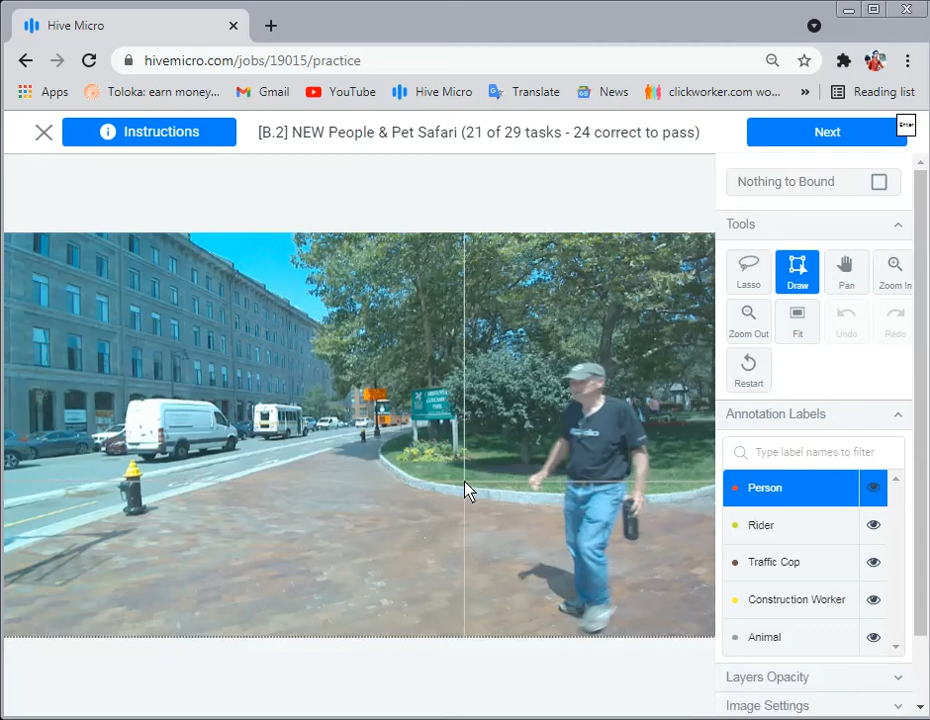 Hive Micro
hivemicro.com/jobs/19015/practice
Apps
Toloka: earn money...
Gmail
YouTube
Hive Micro
Translate
News
clickworker.com wo...
»
Reading list
Instructions
[B.2] NEW People & Pet Safari (21 of 29 tasks - 24 correct to pass)
Next
Enter
Nothing to Bound
Tools
Lasso
Draw
Pan
Zoom In
Zoom Out
Fit
Undo
Redo
Restart
Annotation Labels
Type label names to filter
Person
Rider
Traffic Cop
Construction Worker
Animal
Layers Opacity
Image Settings